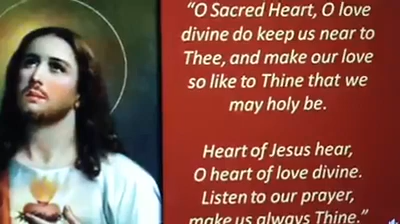 “O Sacred Heart, O love
divine do keep us near to
Thee, and make our love
so like to Thine that we
may holy be.
Heart of Jesus hear,
O heart of love divine.
Listen to our prayer,
make us always Thine.”